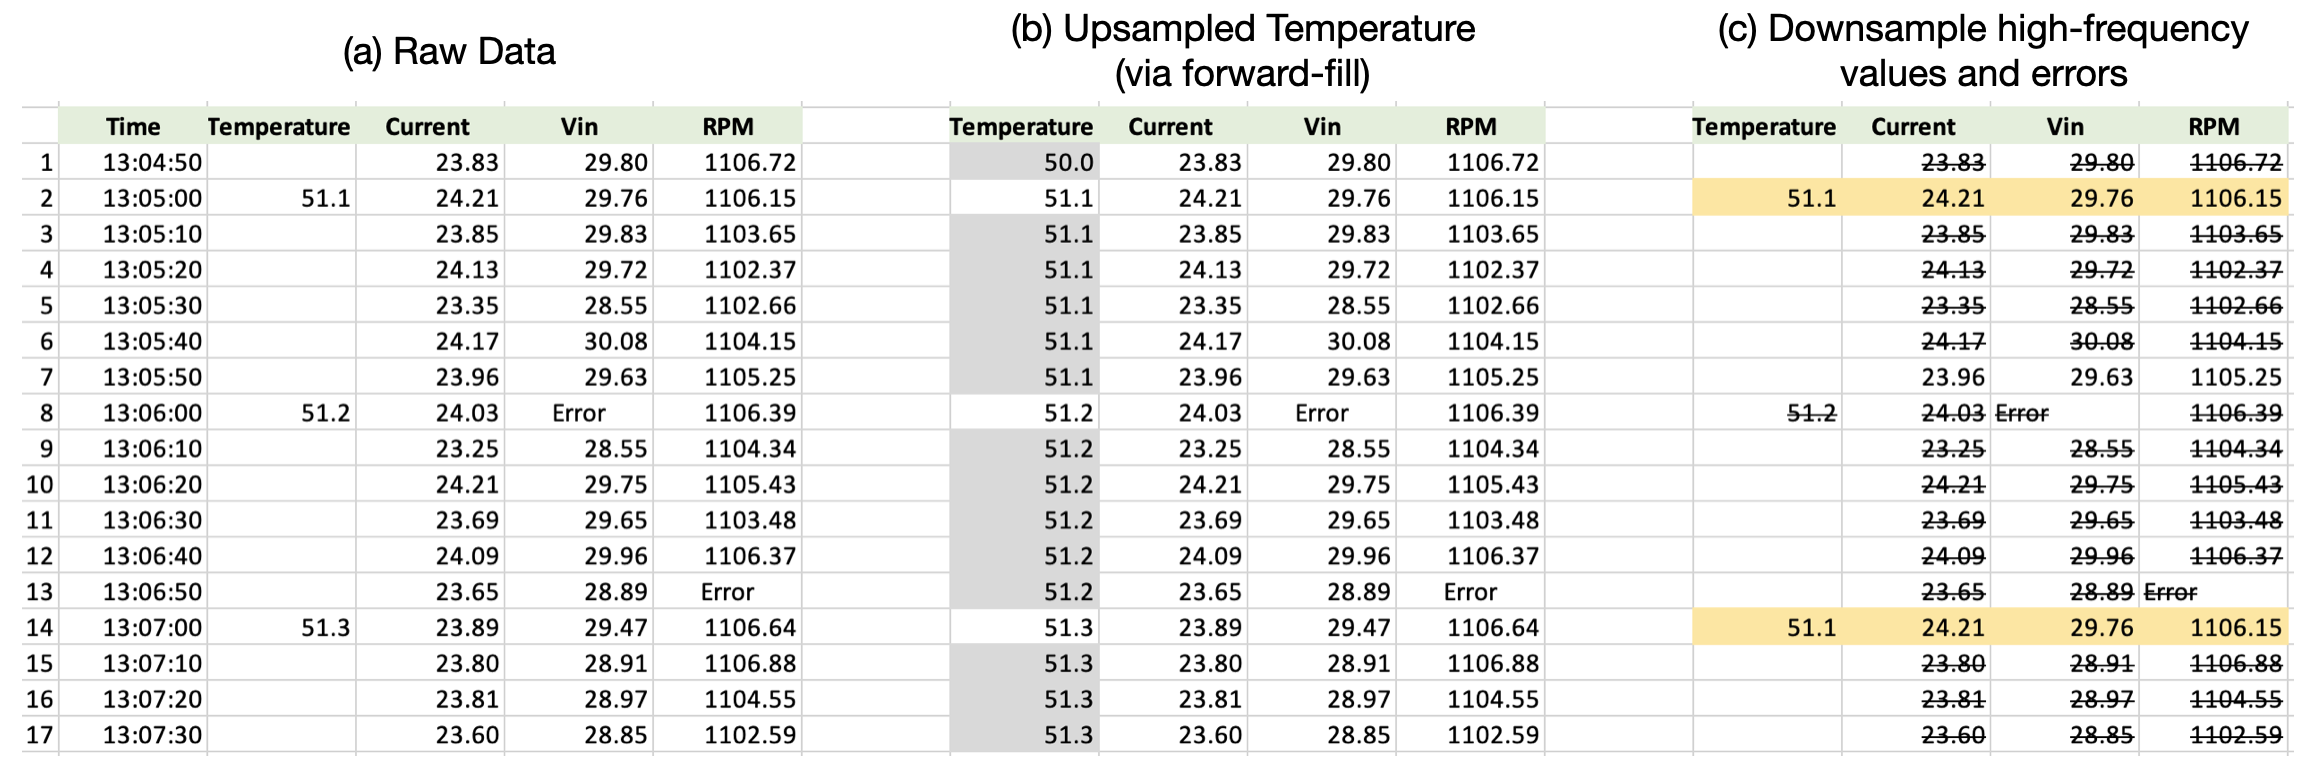 (a) Raw Data
(b) Upsampled Temperature
(via forward-fill)
(c) Downsample high-frequency
values and errors
Time Temperature Current Vin RPM Temperature Current Vin RPM Temperature Current Vin RPM
1 13:04:50 23.83 29.80 1106.72 50.0 23.83 29.80 1106.72 23.83 29.80 1106.72
2 13:05:00 51.1 24.21 29.76 1106.15 51.1 24.21 29.76 1106.15 51.1 24.21 29.76 1106.15
3 13:05:10 23.85 29.83 1103.65 51.1 23.85 29.83 1103.65 23.85 29.83 1103.65
4 13:05:20 24.13 29.72 1102.37 51.1 24.13 29.72 1102.37 24.13 29.72 1102.37
5 13:05:30 23.35 28.55 1102.66 51.1 23.35 28.55 1102.66 23.35 28.55 1102.66
6 13:05:40 24.17 30.08 1104.15 51.1 24.17 30.08 1104.15 24.17 30.08 1104.15
7 13:05:50 23.96 29.63 1105.25 51.1 23.96 29.63 1105.25 23.96 29.63 1105.25
8 13:06:00 51.2 24.03 Error 1106.39 51.2 24.03 Error 1106.39 51.2 24.03 Error 1106.39
9 13:06:10 23.25 28.55 1104.34 51.2 23.25 28.55 1104.34 23.25 28.55 1104.34
10 13:06:20 24.21 29.75 1105.43 51.2 24.21 29.75 1105.43 24.21 29.75 1105.43
11 13:06:30 23.69 29.65 1103.48 51.2 23.69 29.65 1103.48 23.69 29.65 1103.48
12 13:06:40 24.09 29.96 1106.37 51.2 24.09 29.96 1106.37 24.09 29.96 1106.37
13 13:06:50 23.65 28.89 Error 51.2 23.65 28.89 Error 23.65 28.89 Error
14 13:07:00 51.3 23.89 29.47 1106.64 51.3 23.89 29.47 1106.64 51.1 24.21 29.76 1106.15
15 13:07:10 23.80 28.91 1106.88 51.3 23.80 28.91 1106.88 23.80 28.91 1106.88
16 13:07:20 23.81 28.97 1104.55 51.3 23.81 28.97 1104.55 23.81 28.97 1104.55
17 13:07:30 23.60 28.85 1102.59 51.3 23.60 28.85 1102.59 23.60 28.85 1102.59